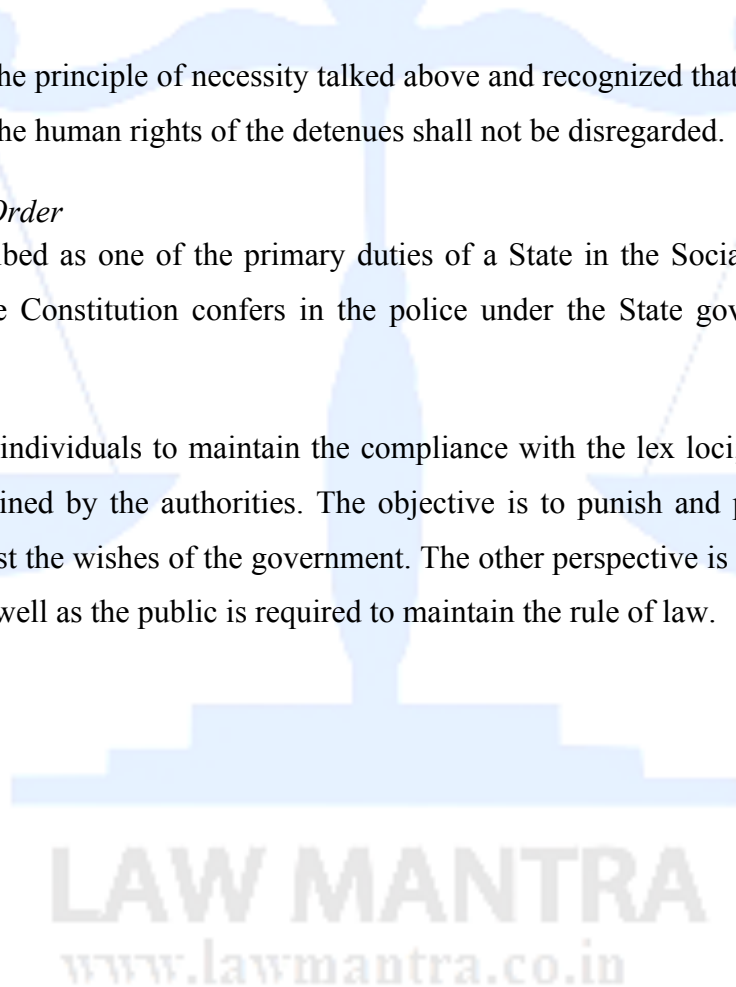 he principle of necessity talked above and recognized that
he human rights of the detenues shall not be disregarded.
Order
bed as one of the primary duties of a State in the Socia
e Constitution confers in the police under the State gov
individuals to maintain the compliance with the lex loci
ined by the authorities. The objective is to punish and p
st the wishes of the government. The other perspective is
well as the public is required to maintain the rule of law.
LAW MANTRA
www.lawmantra.co.in